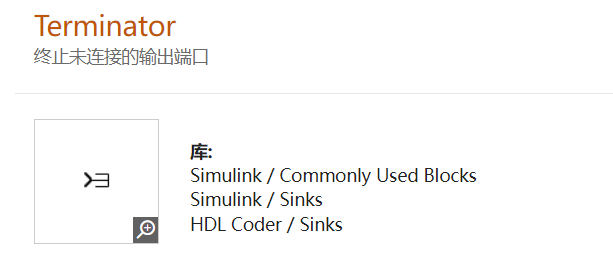 Terminator
终止未连接的输出端口
库:
Simulink / Commonly Used Blocks
Simulink / Sinks
HDL Coder / Sinks